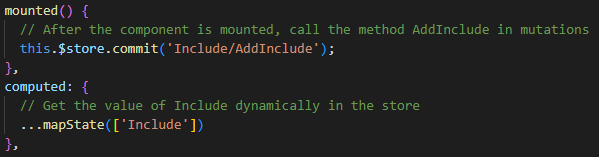 mounted() {
  // After the component is mounted, call the method AddInclude in mutations
  this.$store.commit('Include/AddInclude');
},
computed: {
  // Get the value of Include dynamically in the store
  ...mapState(['Include'])
},